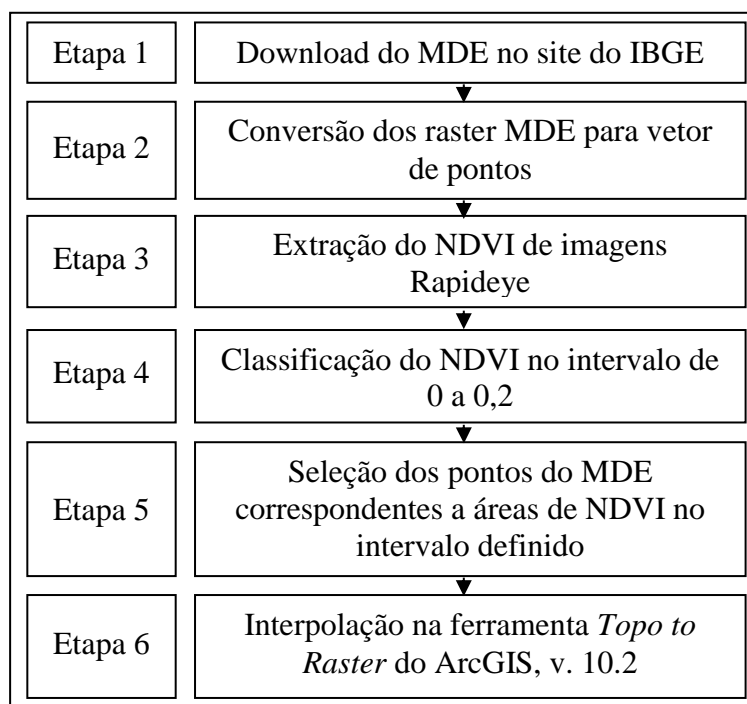 Etapa 1
Download do MDE no site do IBGE
Etapa 2
Conversão dos raster MDE para vetor
de pontos
Etapa 3
Extração do NDVI de imagens
Rapideye
Etapa 4
Classificação do NDVI no intervalo de
0 a 0,2
Etapa 5
Seleção dos pontos do MDE
correspondentes a áreas de NDVI no
intervalo definido
Etapa 6
Interpolação na ferramenta Topo to
Raster do ArcGIS, v. 10.2